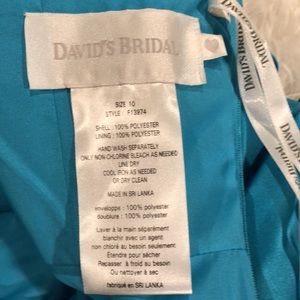 DAVID'S BRIDAL
SIZE 10
STYLE : F13974
SHELL : 100% POLYESTER
LINING : 100% POLYESTER
HAND WASH SEPARATELY
ONLY NON CHLORINE BLEACH AS NEEDED
LINE DRY
COOL IRON AS NEEDED
OR DRY CLEAN
MADE IN SRI LANKA
enveloppe : 100% polyester
doublure : 100% polyester
Laver à la main séparément
blanchir avec un agent
non chloré au besoin seulement
Étendre pour sécher
Repasser à froid au besoin
Ou nettoyer à sec
fabriqué en SRI LANKA
DAVID'S BRIDAL